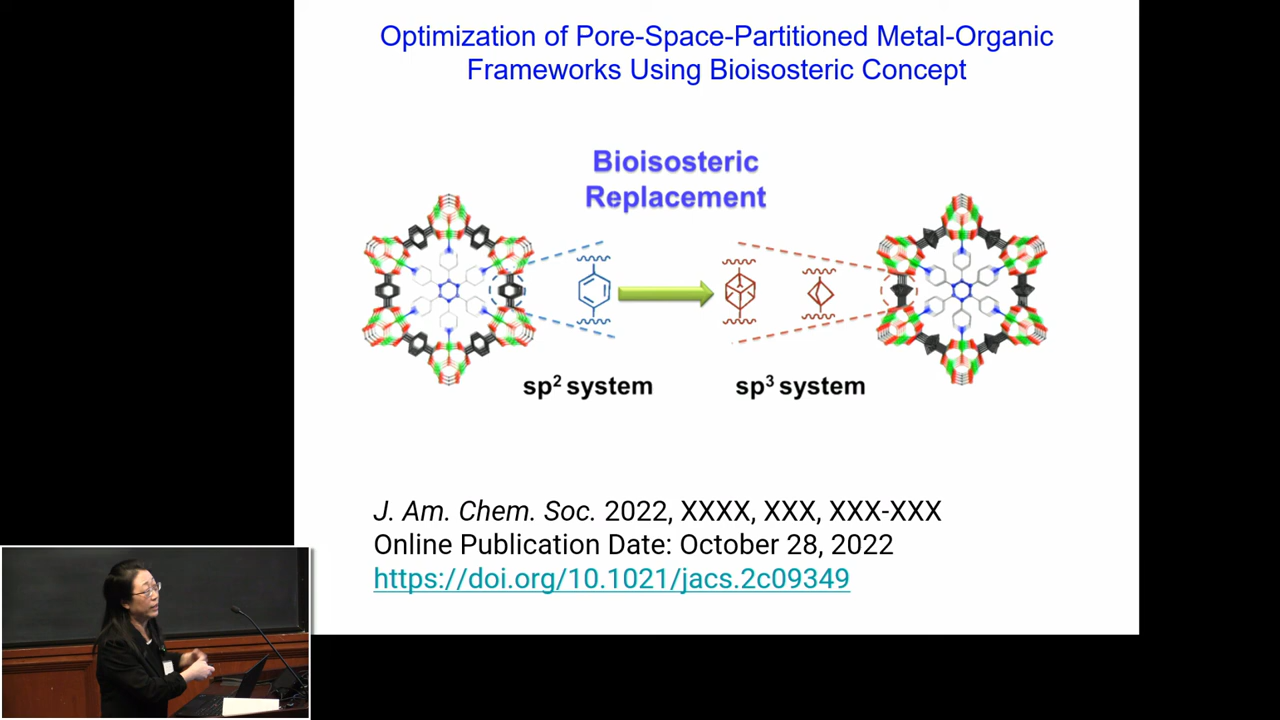 Optimization of Pore-Space-Partitioned Metal-Organic
Frameworks Using Bioisosteric Concept
Bioisosteric
Replacement
sp² system
sp³ system
J. Am. Chem. Soc. 2022, XXXX, XXX, XXX-XXX
Online Publication Date: October 28, 2022
https://doi.org/10.1021/jacs.2c09349